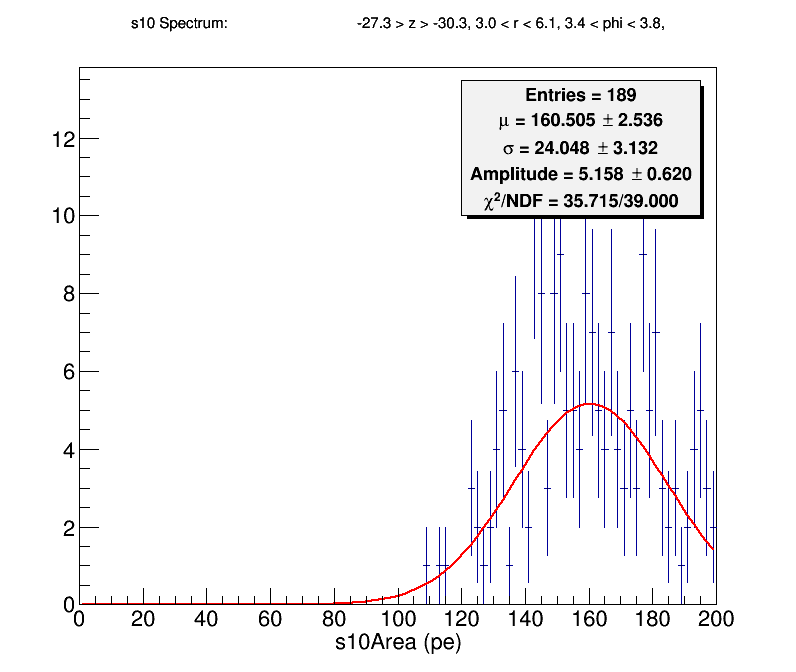 s10 Spectrum: -27.3 > z > -30.3, 3.0 < r < 6.1, 3.4 < phi < 3.8,
Entries = 189
μ = 160.505 ± 2.536
σ = 24.048 ± 3.132
Amplitude = 5.158 ± 0.620
χ²/NDF = 35.715/39.000
12
10
8
6
4
2
0
0 20 40 60 80 100 120 140 160 180 200
s10Area (pe)